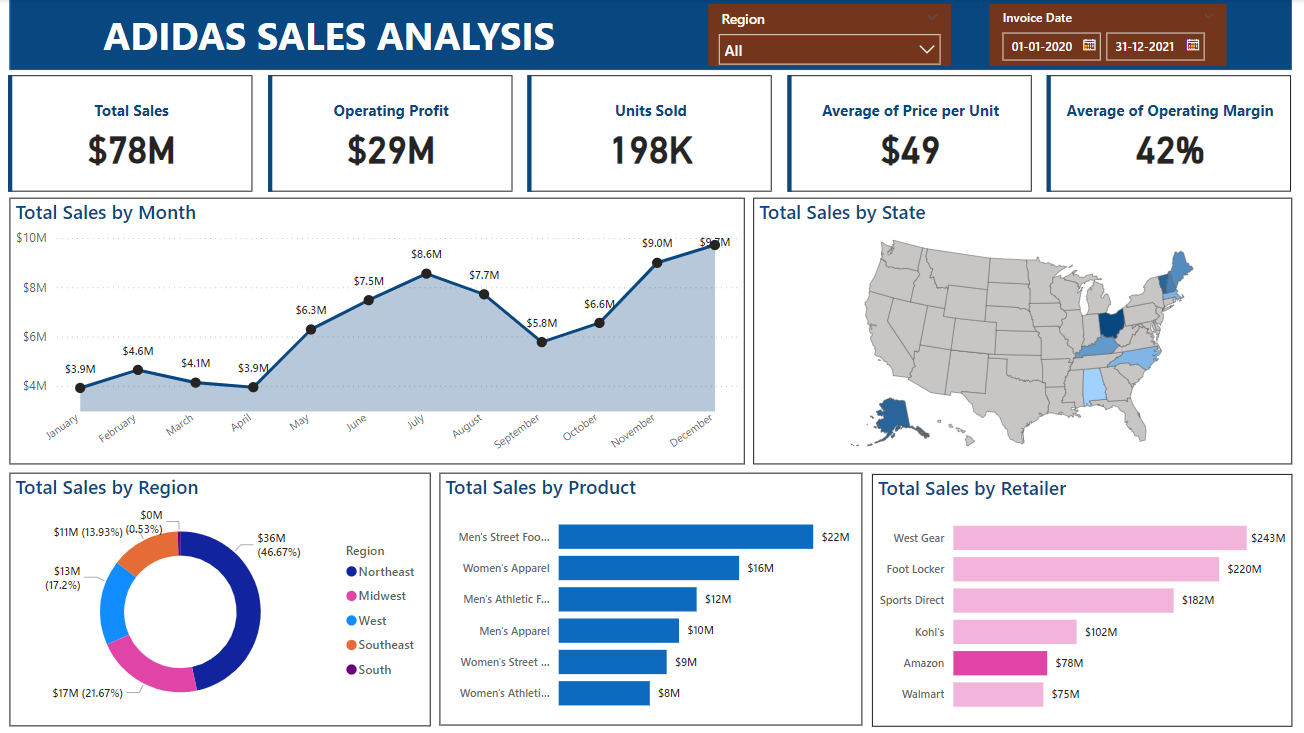 ADIDAS SALES ANALYSIS
Region
All
Invoice Date
01-01-2020
31-12-2021
Total Sales
$78M
Operating Profit
$29M
Units Sold
198K
Average of Price per Unit
$49
Average of Operating Margin
42%
Total Sales by Month
$10M
$8M
$6M
$4M
$3.9M
$4.6M
$4.1M
$3.9M
$6.3M
$7.5M
$8.6M
$7.7M
$5.8M
$6.6M
$9.0M
$9.7M
January
February
March
April
May
June
July
August
September
October
November
December
Total Sales by State
Total Sales by Region
$0M
(0.53%)
$11M (13.93%)
$36M
(46.67%)
$13M
(17.2%)
$17M (21.67%)
Region
Northeast
Midwest
West
Southeast
South
Total Sales by Product
Men's Street Foo... $22M
Women's Apparel $16M
Men's Athletic F... $12M
Men's Apparel $10M
Women's Street ... $9M
Women's Athleti... $8M
Total Sales by Retailer
West Gear $243M
Foot Locker $220M
Sports Direct $182M
Kohl's $102M
Amazon $78M
Walmart $75M